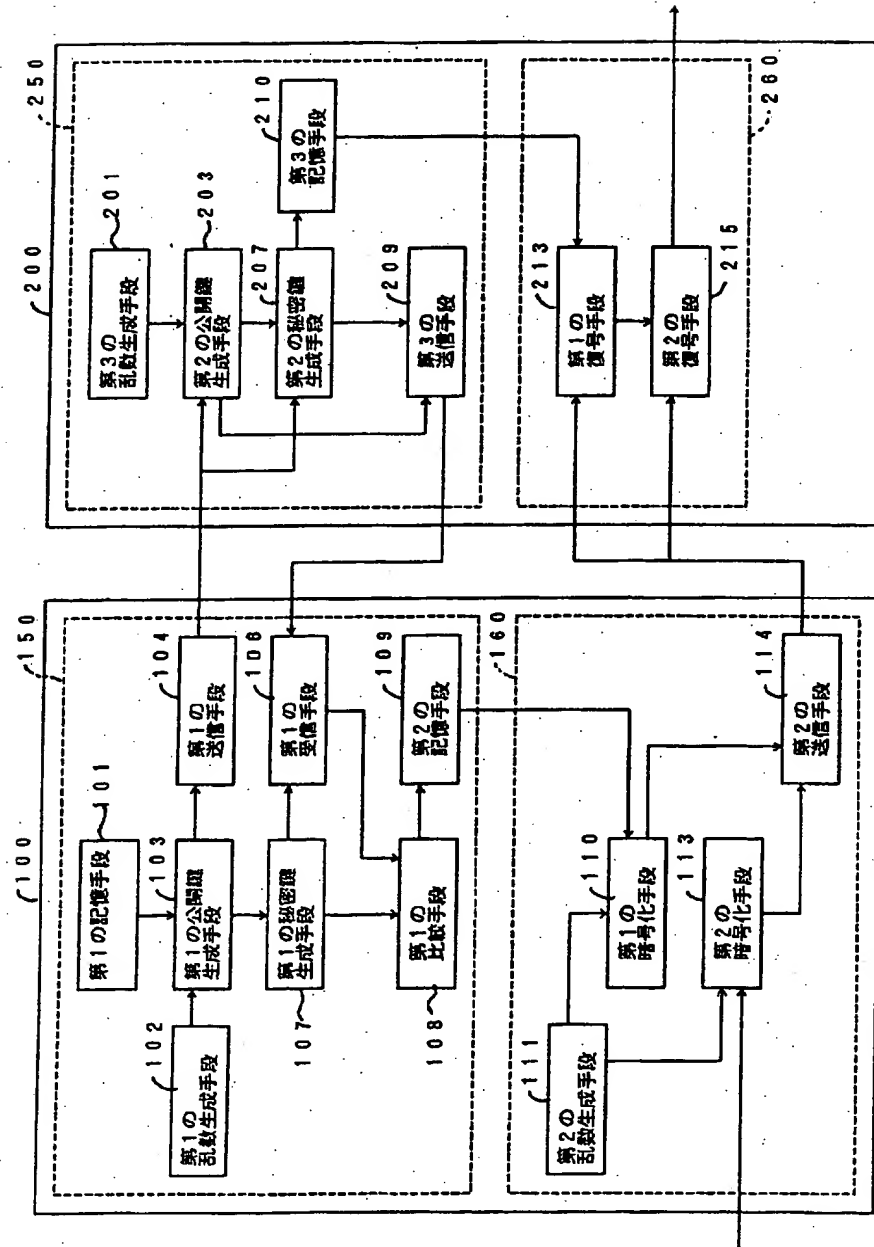 100
150
第1の記憶手段
101
102
第1の
乱数生成手段
103
第1の公開鍵
生成手段
104
第1の
送信手段
107
第1の秘密鍵
生成手段
106
第1の
受信手段
108
第1の
比較手段
109
第2の
記憶手段
160
111
第2の
乱数生成手段
110
第1の
暗号化手段
113
第2の
暗号化手段
114
第2の
送信手段
200
250
201
第3の
乱数生成手段
203
第2の公開鍵
生成手段
207
第2の秘密鍵
生成手段
210
第3の
記憶手段
209
第3の
送信手段
260
213
第1の
復号手段
215
第2の
復号手段